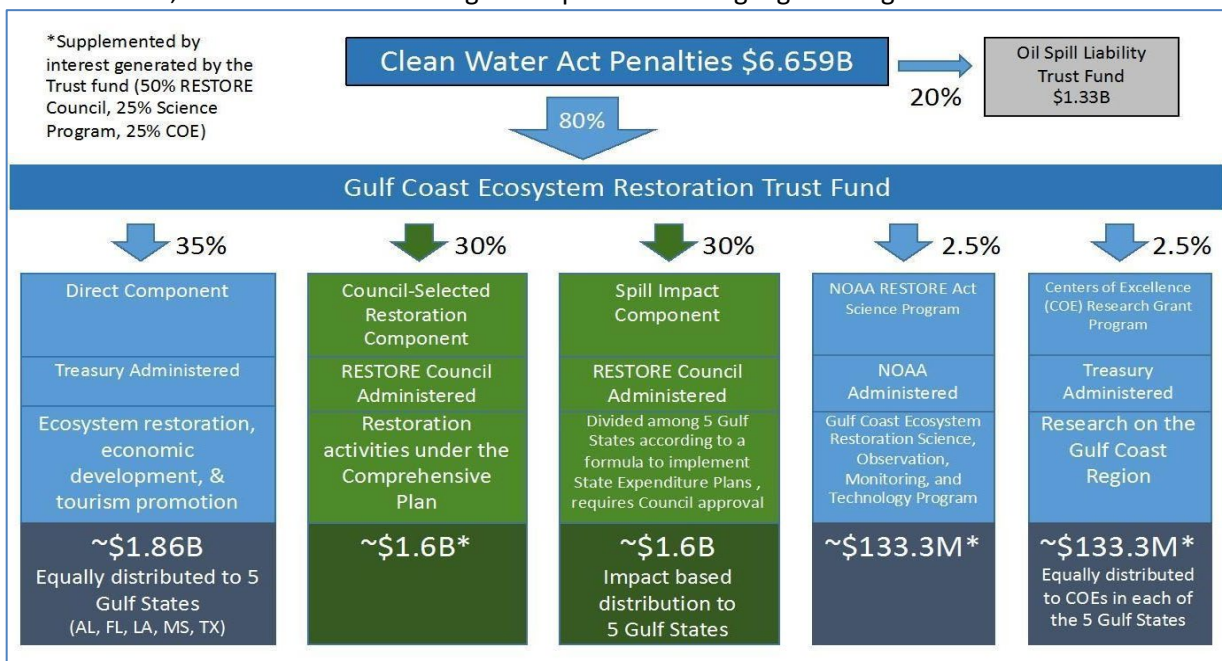 *Supplemented by
interest generated by the
Trust fund (50% RESTORE
Council, 25% Science
Program, 25% COE)
Clean Water Act Penalties $6.659B
20%
Oil Spill Liability
Trust Fund
$1.33B
80%
Gulf Coast Ecosystem Restoration Trust Fund
35%
30%
30%
2.5%
2.5%
Direct Component
Treasury Administered
Ecosystem restoration,
economic
development, &
tourism promotion
~$1.86B
Equally distributed to 5
Gulf States
(AL, FL, LA, MS, TX)
Council-Selected
Restoration
Component
RESTORE Council
Administered
Restoration
activities under the
Comprehensive
Plan
~$1.6B*
Spill Impact
Component
RESTORE Council
Administered
Divided among 5 Gulf
States according to a
formula to implement
State Expenditure Plans ,
requires Council approval
~$1.6B
Impact based
distribution to
5 Gulf States
NOAA RESTORE Act
Science Program
NOAA
Administered
Gulf Coast Ecosystem
Restoration Science,
Observation,
Monitoring, and
Technology Program
~$133.3M*
Centers of Excellence
(COE) Research Grant
Program
Treasury
Administered
Research on the
Gulf Coast
Region
~$133.3M*
Equally distributed
to COEs in each of
the 5 Gulf States